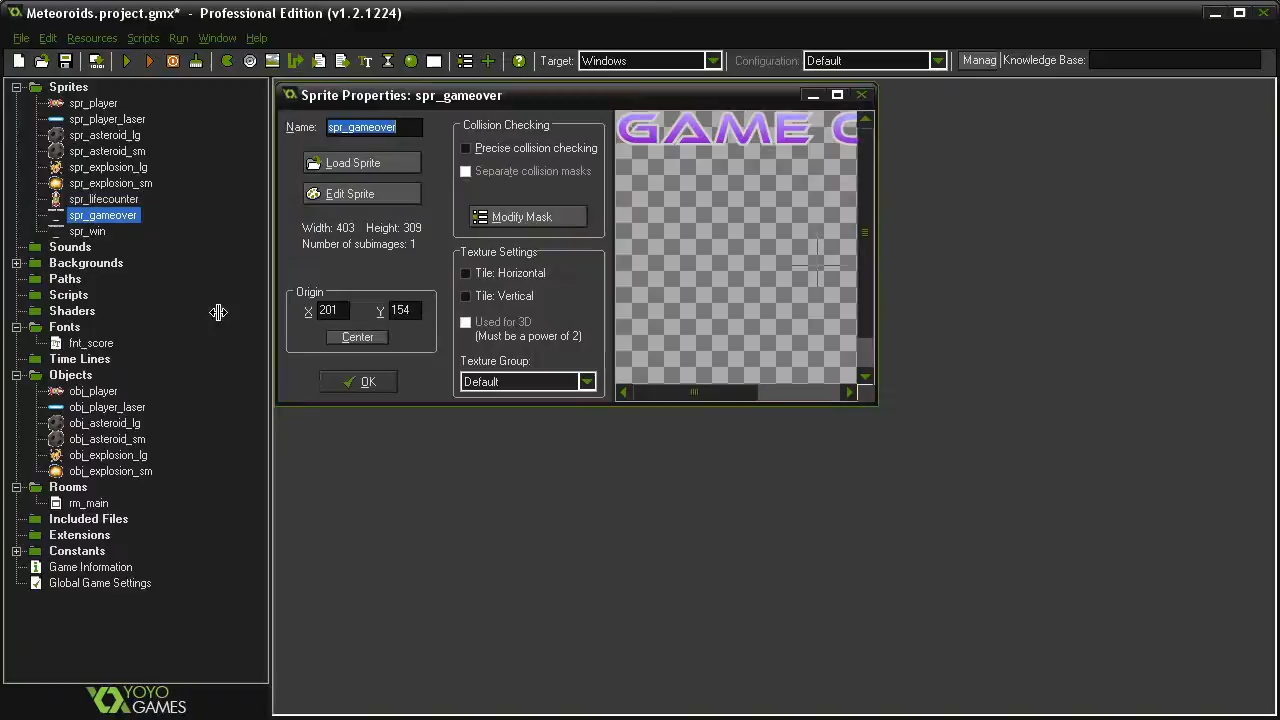 Meteoroids.project.gmx* - Professional Edition (v1.2.1224)
File Edit Resources Scripts Run Window Help
Target: Windows Configuration: Default Manag Knowledge Base:
Sprites
spr_player
spr_player_laser
spr_asteroid_lg
spr_asteroid_sm
spr_explosion_lg
spr_explosion_sm
spr_lifecounter
spr_gameover
spr_win
Sounds
Backgrounds
Paths
Scripts
Shaders
Fonts
fnt_score
Time Lines
Objects
obj_player
obj_player_laser
obj_asteroid_lg
obj_asteroid_sm
obj_explosion_lg
obj_explosion_sm
Rooms
rm_main
Included Files
Extensions
Constants
Game Information
Global Game Settings
YOYO
GAMES
Sprite Properties: spr_gameover
Name: spr_gameover
Load Sprite
Edit Sprite
Width: 403 Height: 309
Number of subimages: 1
Origin
X 201 Y 154
Center
OK
Collision Checking
Precise collision checking
Separate collision masks
Modify Mask
Texture Settings
Tile: Horizontal
Tile: Vertical
Used for 3D
(Must be a power of 2)
Texture Group:
Default
GAME